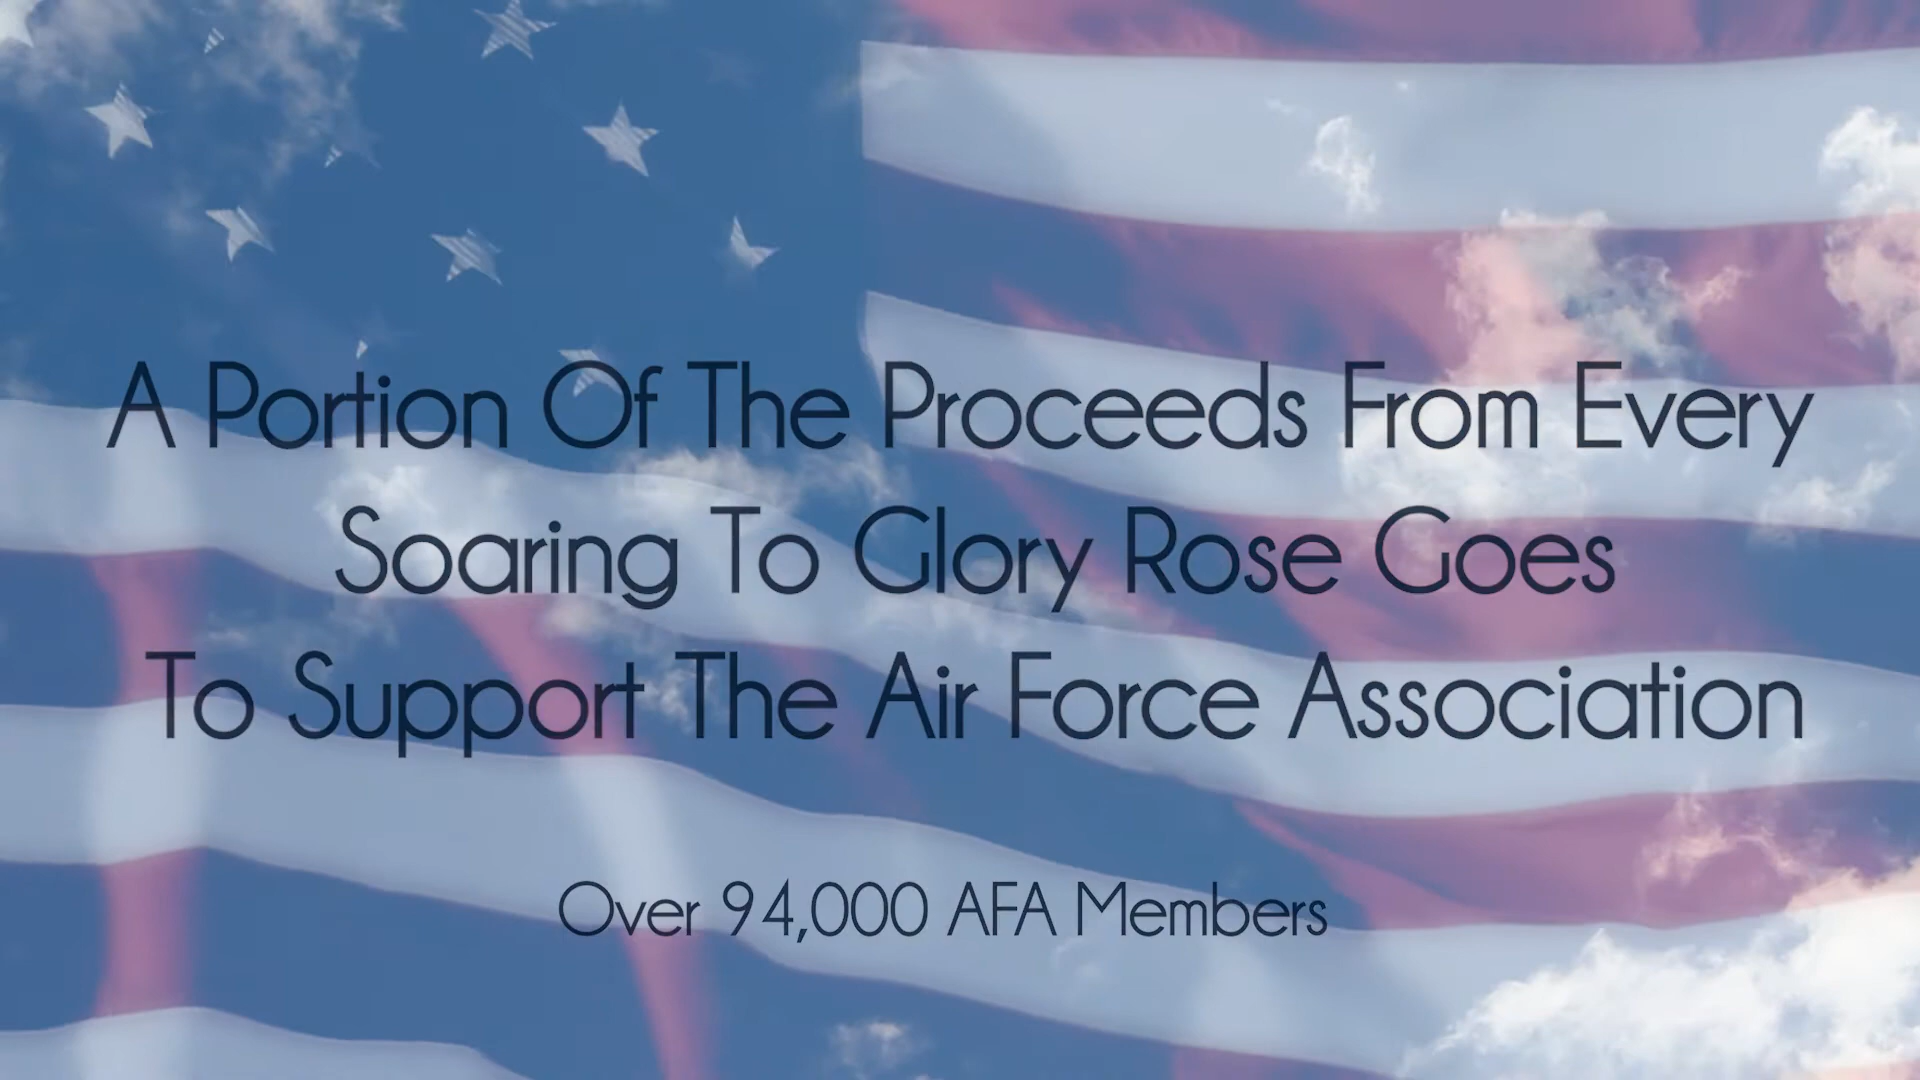 A Portion Of The Proceeds From Every
Soaring To Glory Rose Goes
To Support The Air Force Association
Over 94,000 AFA Members